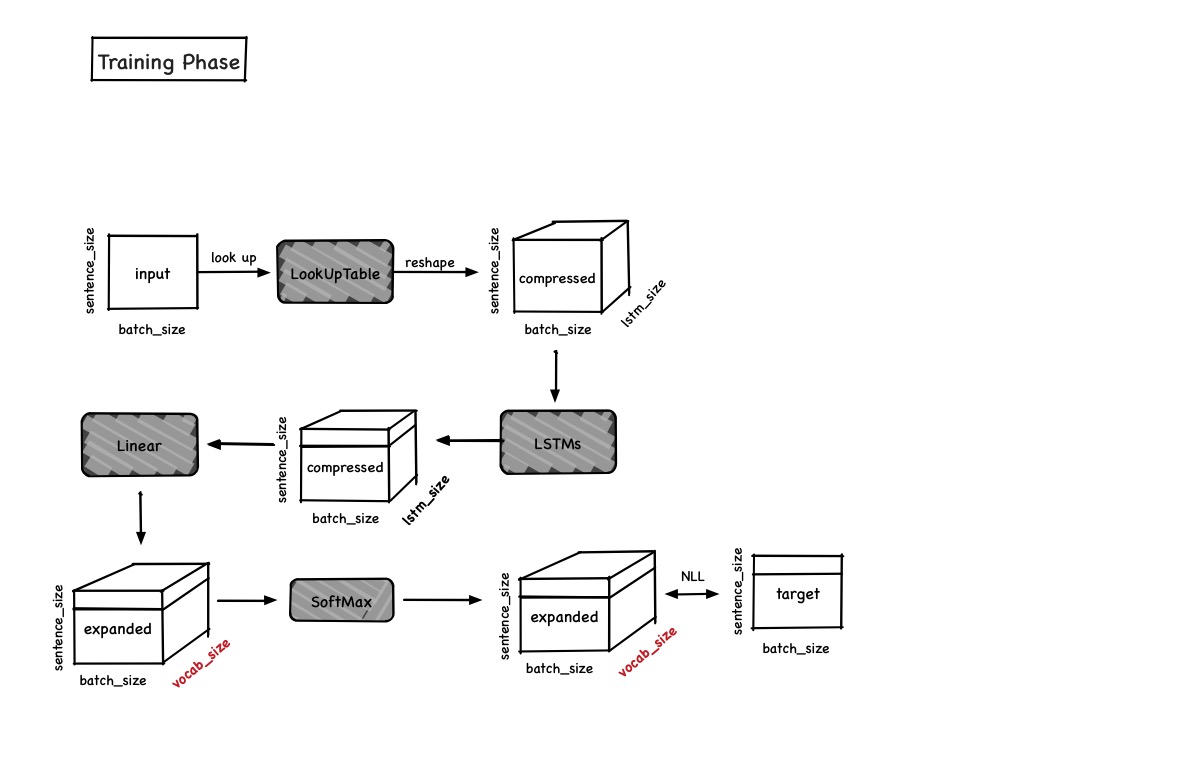 Training Phase
sentence_size
input
batch_size
look up
LookUpTable
reshape
sentence_size
compressed
batch_size
lstm_size
Linear
sentence_size
compressed
batch_size
lstm_size
LSTMs
sentence_size
expanded
batch_size
vocab_size
SoftMax
sentence_size
expanded
batch_size
vocab_size
NLL
sentence_size
target
batch_size